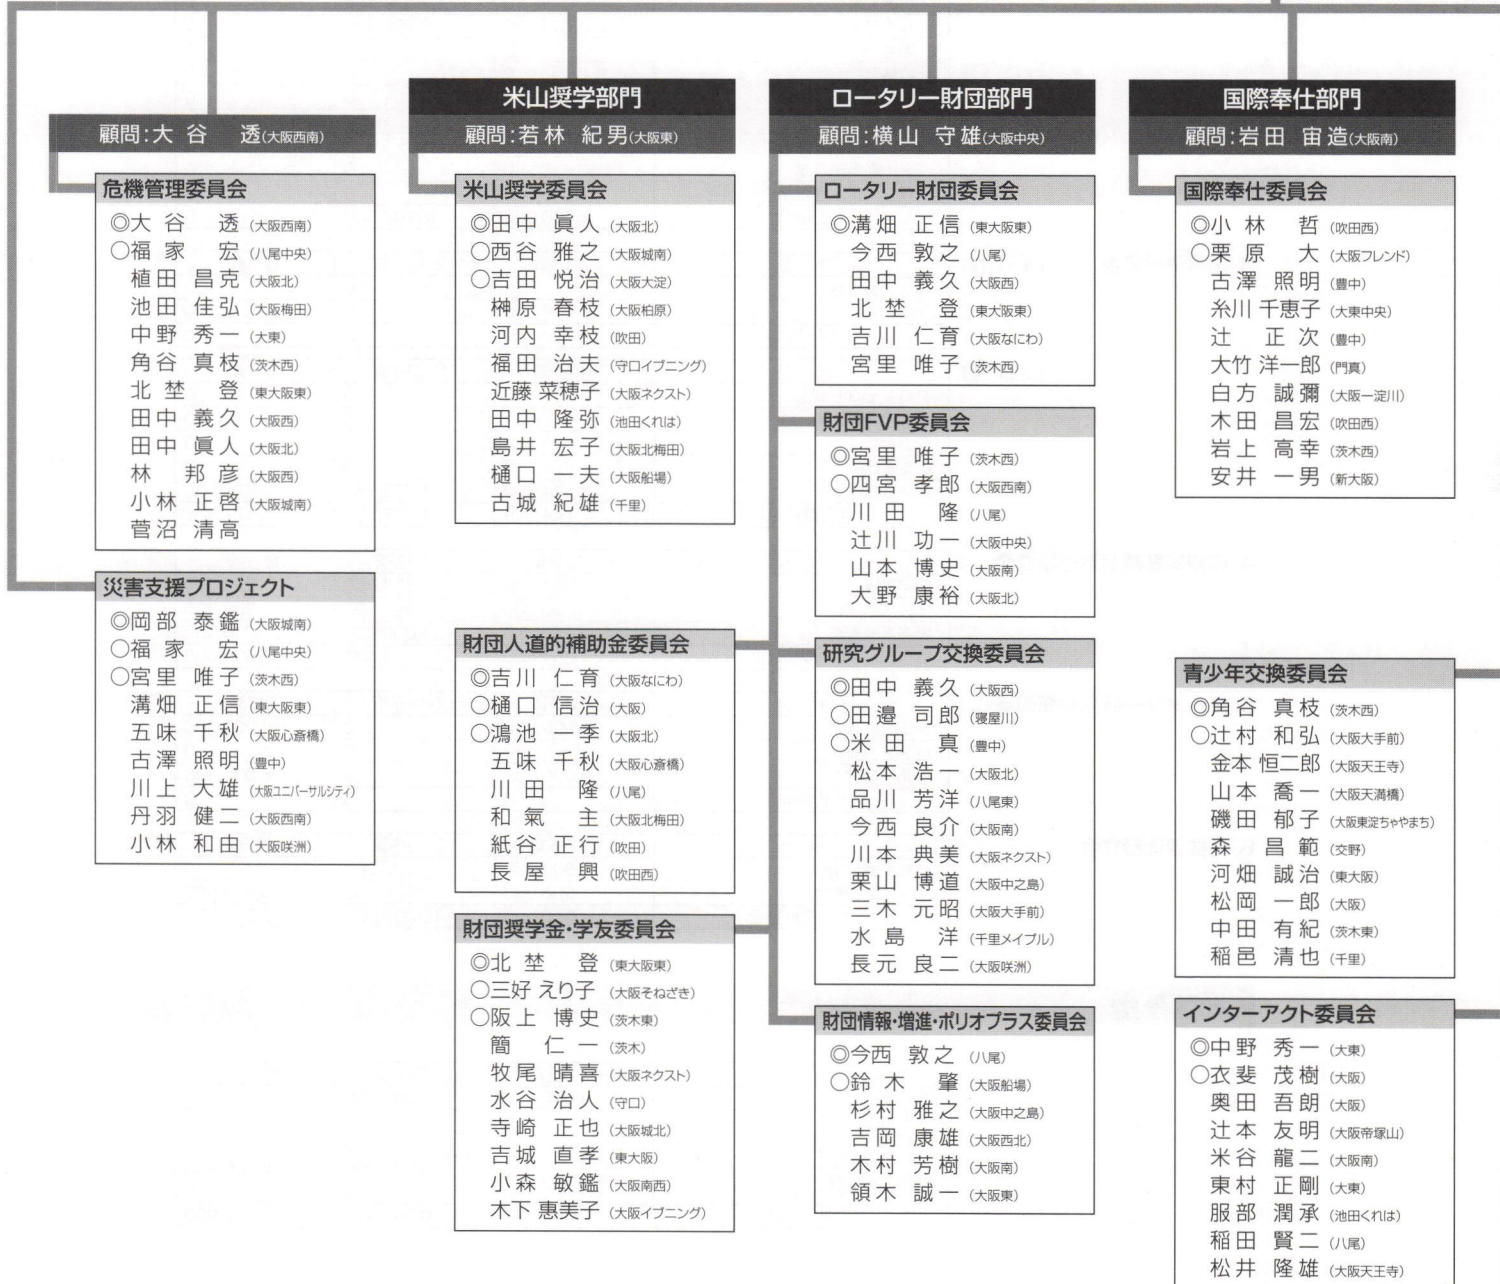 顧問:大谷 透(大阪西南)
危機管理委員会
◎大谷 透 (大阪西南)
○福家 宏 (八尾中央)
植田 昌克 (大阪北)
池田 佳弘 (大阪梅田)
中野 秀一 (大東)
角谷 真枝 (茨木西)
北埜 登 (東大阪東)
田中 義久 (大阪西)
田中 眞人 (大阪北)
林 邦彦 (大阪西)
小林 正啓 (大阪城南)
菅沼 清高
災害支援プロジェクト
◎岡部 泰鑑 (大阪城南)
○福家 宏 (八尾中央)
○宮里 唯子 (茨木西)
溝畑 正信 (東大阪東)
五味 千秋 (大阪心斎橋)
古澤 照明 (豊中)
川上 大雄 (大阪ユニバーサルシティ)
丹羽 健二 (大阪西南)
小林 和由 (大阪咲洲)
米山奨学部門
顧問:若林 紀男(大阪東)
米山奨学委員会
◎田中 眞人 (大阪北)
○西谷 雅之 (大阪城南)
○吉田 悦治 (大阪大淀)
榊原 春枝 (大阪柏原)
河内 幸枝 (吹田)
福田 治夫 (守口イブニング)
近藤 菜穂子 (大阪ネクスト)
田中 隆弥 (池田くれは)
島井 宏子 (大阪北梅田)
樋口 一夫 (大阪船場)
古城 紀雄 (千里)
財団人道的補助金委員会
◎吉川 仁育 (大阪なにわ)
○樋口 信治 (大阪)
○鴻池 一季 (大阪北)
五味 千秋 (大阪心斎橋)
川田 隆 (八尾)
和氣 主 (大阪北梅田)
紙谷 正行 (吹田)
長屋 興 (吹田西)
財団奨学金・学友委員会
◎北埜 登 (東大阪東)
○三好 えり子 (大阪そねざき)
○阪上 博史 (茨木東)
簡 仁一 (茨木)
牧尾 晴喜 (大阪ネクスト)
水谷 治人 (守口)
寺崎 正也 (大阪城北)
吉城 直孝 (東大阪)
小森 敏鑑 (大阪南西)
木下 惠美子 (大阪イブニング)
ロータリー財団部門
顧問:横山 守雄(大阪中央)
ロータリー財団委員会
◎溝畑 正信 (東大阪東)
今西 敦之 (八尾)
田中 義久 (大阪西)
北埜 登 (東大阪東)
吉川 仁育 (大阪なにわ)
宮里 唯子 (茨木西)
財団FVP委員会
◎宮里 唯子 (茨木西)
○四宮 孝郎 (大阪西南)
川田 隆 (八尾)
辻川 功一 (大阪中央)
山本 博史 (大阪南)
大野 康裕 (大阪北)
研究グループ交換委員会
◎田中 義久 (大阪西)
○田邉 司郎 (寝屋川)
○米田 真 (豊中)
松本 浩一 (大阪北)
品川 芳洋 (八尾東)
今西 良介 (大阪南)
川本 典美 (大阪ネクスト)
栗山 博道 (大阪中之島)
三木 元昭 (大阪大手前)
水島 洋 (千里メイプル)
長元 良二 (大阪咲洲)
財団情報・増進・ポリオプラス委員会
◎今西 敦之 (八尾)
○鈴木 肇 (大阪船場)
杉村 雅之 (大阪中之島)
吉岡 康雄 (大阪西北)
木村 芳樹 (大阪南)
領木 誠一 (大阪東)
国際奉仕部門
顧問:岩田 宙造(大阪南)
国際奉仕委員会
◎小林 哲 (吹田西)
○栗原 大 (大阪フレンド)
古澤 照明 (豊中)
糸川 千恵子 (大東中央)
辻 正次 (豊中)
大竹 洋一郎 (門真)
白方 誠彌 (大阪一淀川)
木田 昌宏 (吹田西)
岩上 高幸 (茨木西)
安井 一男 (新大阪)
青少年交換委員会
◎角谷 真枝 (茨木西)
○辻村 和弘 (大阪大手前)
金本 恒二郎 (大阪天王寺)
山本 喬一 (大阪天満橋)
磯田 郁子 (大阪東淀ちゃやまち)
森 昌範 (交野)
河畑 誠治 (東大阪)
松岡 一郎 (大阪)
中田 有紀 (茨木東)
稲邑 清也 (千里)
インターアクト委員会
◎中野 秀一 (大東)
○衣斐 茂樹 (大阪)
奥田 吾朗 (大阪)
辻本 友明 (大阪帝塚山)
米谷 龍二 (大阪南)
東村 正剛 (大東)
服部 潤承 (池田くれは)
稲田 賢二 (八尾)
松井 隆雄 (大阪天王寺)